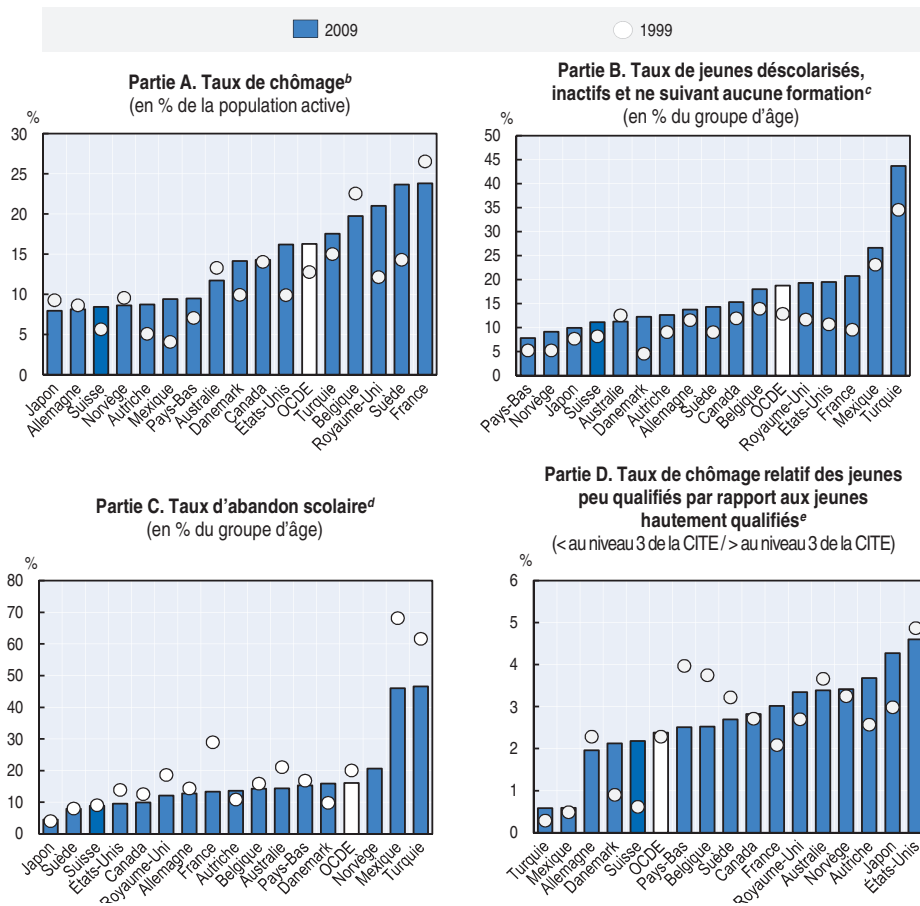 2009
1999
Partie A. Taux de chômageᵇ
(en % de la population active)
%
30
25
20
15
10
5
0
Japon
Allemagne
Suisse
Norvège
Autriche
Mexique
Pays-Bas
Australie
Danemark
Canada
États-Unis
OCDE
Turquie
Belgique
Royaume-Uni
Suède
France
Partie B. Taux de jeunes déscolarisés,
inactifs et ne suivant aucune formationᶜ
(en % du groupe d'âge)
%
50
45
40
35
30
25
20
15
10
5
0
Pays-Bas
Norvège
Japon
Suisse
Australie
Danemark
Autriche
Allemagne
Suède
Canada
Belgique
OCDE
Royaume-Uni
États-Unis
France
Mexique
Turquie
Partie C. Taux d'abandon scolaireᵈ
(en % du groupe d'âge)
%
80
70
60
50
40
30
20
10
0
Japon
Suède
Suisse
États-Unis
Canada
Royaume-Uni
Allemagne
France
Autriche
Belgique
Australie
Pays-Bas
Danemark
OCDE
Norvège
Mexique
Turquie
Partie D. Taux de chômage relatif des jeunes
peu qualifiés par rapport aux jeunes
hautement qualifiésᵉ
(< au niveau 3 de la CITE / > au niveau 3 de la CITE)
%
6
5
4
3
2
1
0
Turquie
Mexique
Allemagne
Danemark
Suisse
OCDE
Pays-Bas
Belgique
Suède
Canada
France
Royaume-Uni
Australie
Norvège
Autriche
Japon
États-Unis